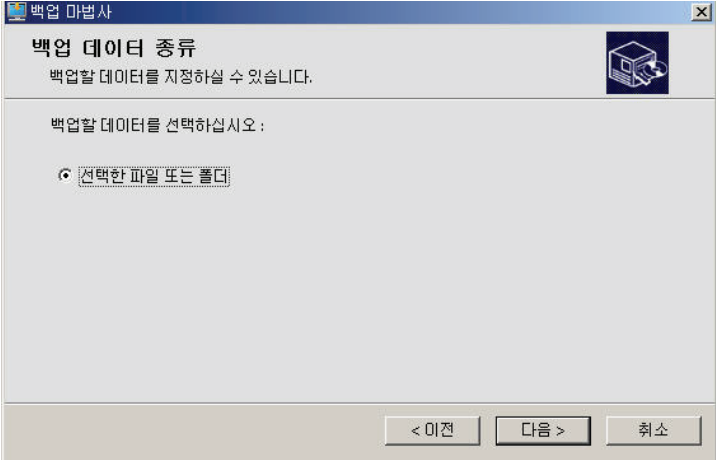 백업 마법사
백업 데이터 종류
백업할 데이터를 지정하실 수 있습니다.
백업할 데이터를 선택하십시오 :
선택한 파일 또는 폴더
< 이전 다음 > 취소